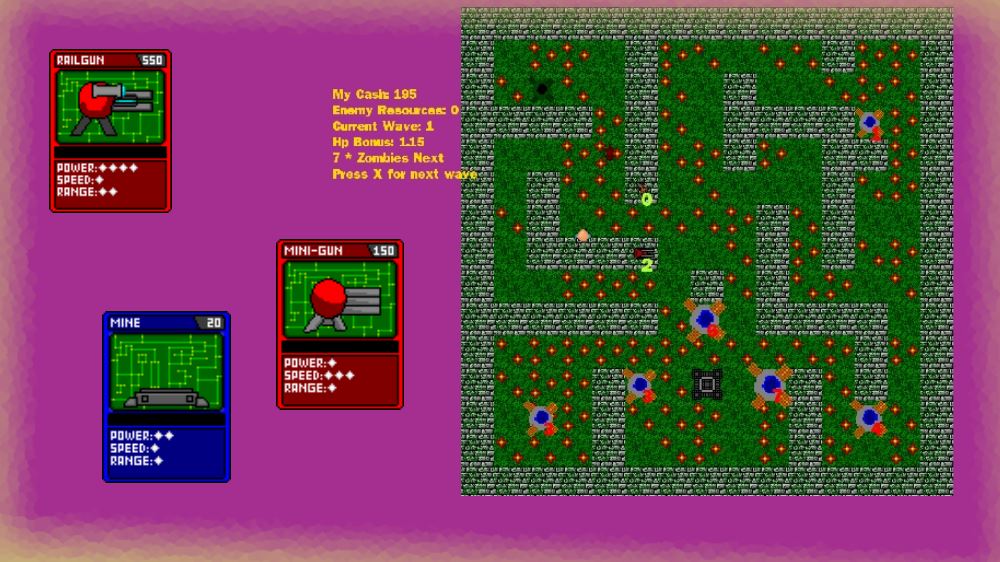 RAILGUN 550
POWER:
SPEED:
RANGE:
My Cash: 195
Enemy Resources: 0
Current Wave: 1
Hp Bonus: 1.15
7 * Zombies Next
Press X for next wave
0
2
MINI-GUN 150
POWER:
SPEED:
RANGE:
MINE 20
POWER:
SPEED:
RANGE: